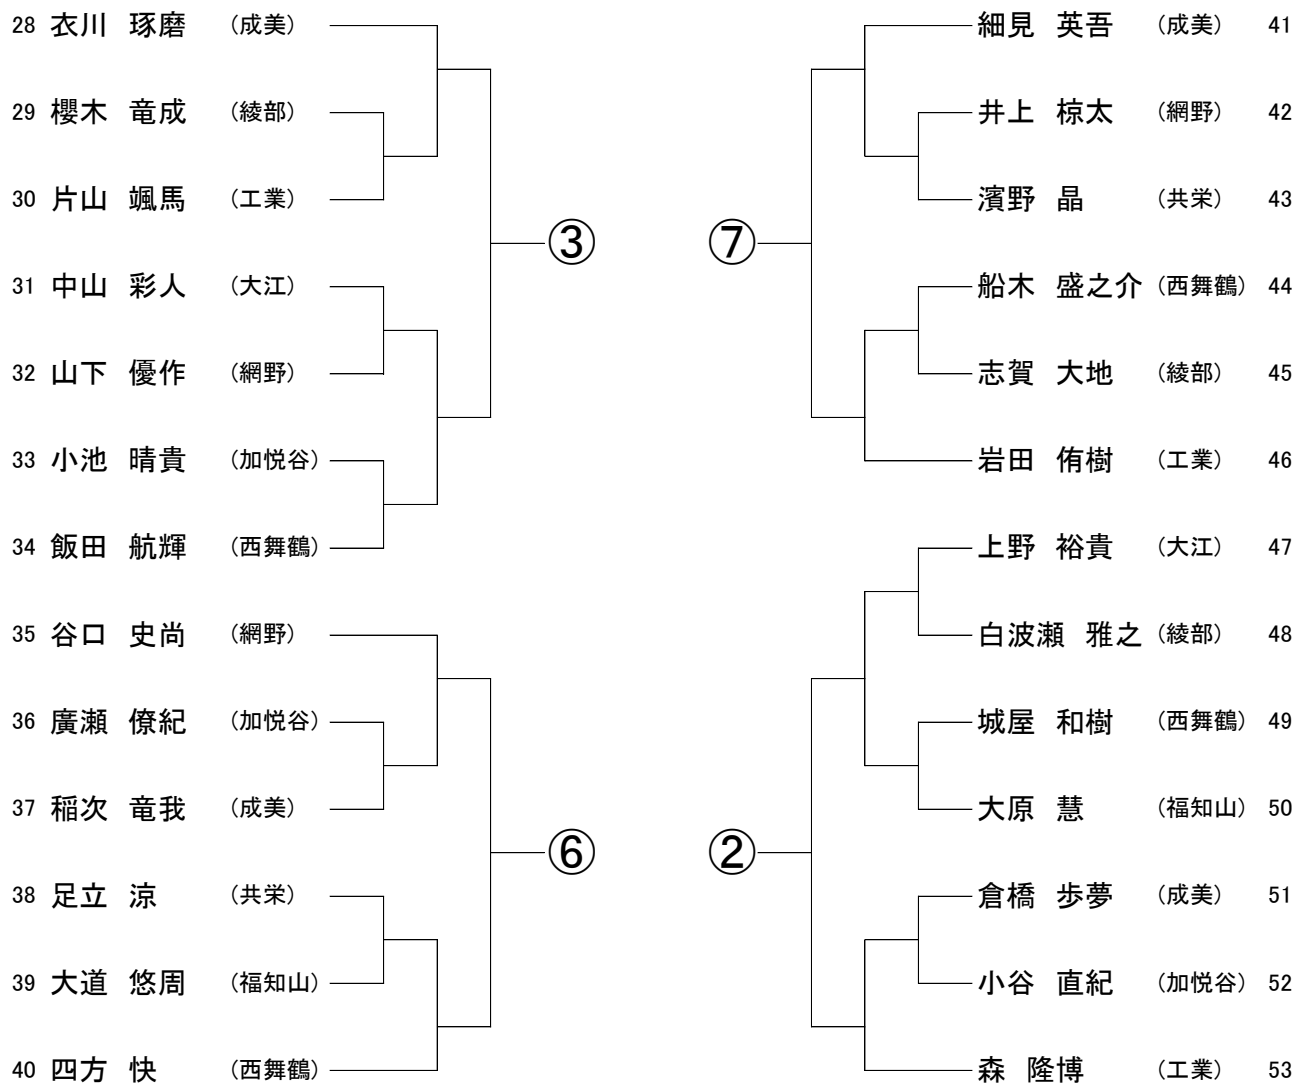 28 衣川 琢磨 (成美)
29 櫻木 竜成 (綾部)
30 片山 颯馬 (工業)
31 中山 彩人 (大江)
32 山下 優作 (網野)
33 小池 晴貴 (加悦谷)
34 飯田 航輝 (西舞鶴)
③
35 谷口 史尚 (網野)
36 廣瀬 僚紀 (加悦谷)
37 稲次 竜我 (成美)
38 足立 涼 (共栄)
39 大道 悠周 (福知山)
40 四方 快 (西舞鶴)
⑥
細見 英吾 (成美) 41
井上 椋太 (網野) 42
濱野 晶 (共栄) 43
船木 盛之介 (西舞鶴) 44
志賀 大地 (綾部) 45
岩田 侑樹 (工業) 46
⑦
上野 裕貴 (大江) 47
白波瀬 雅之 (綾部) 48
城屋 和樹 (西舞鶴) 49
大原 慧 (福知山) 50
倉橋 歩夢 (成美) 51
小谷 直紀 (加悦谷) 52
森 隆博 (工業) 53
②